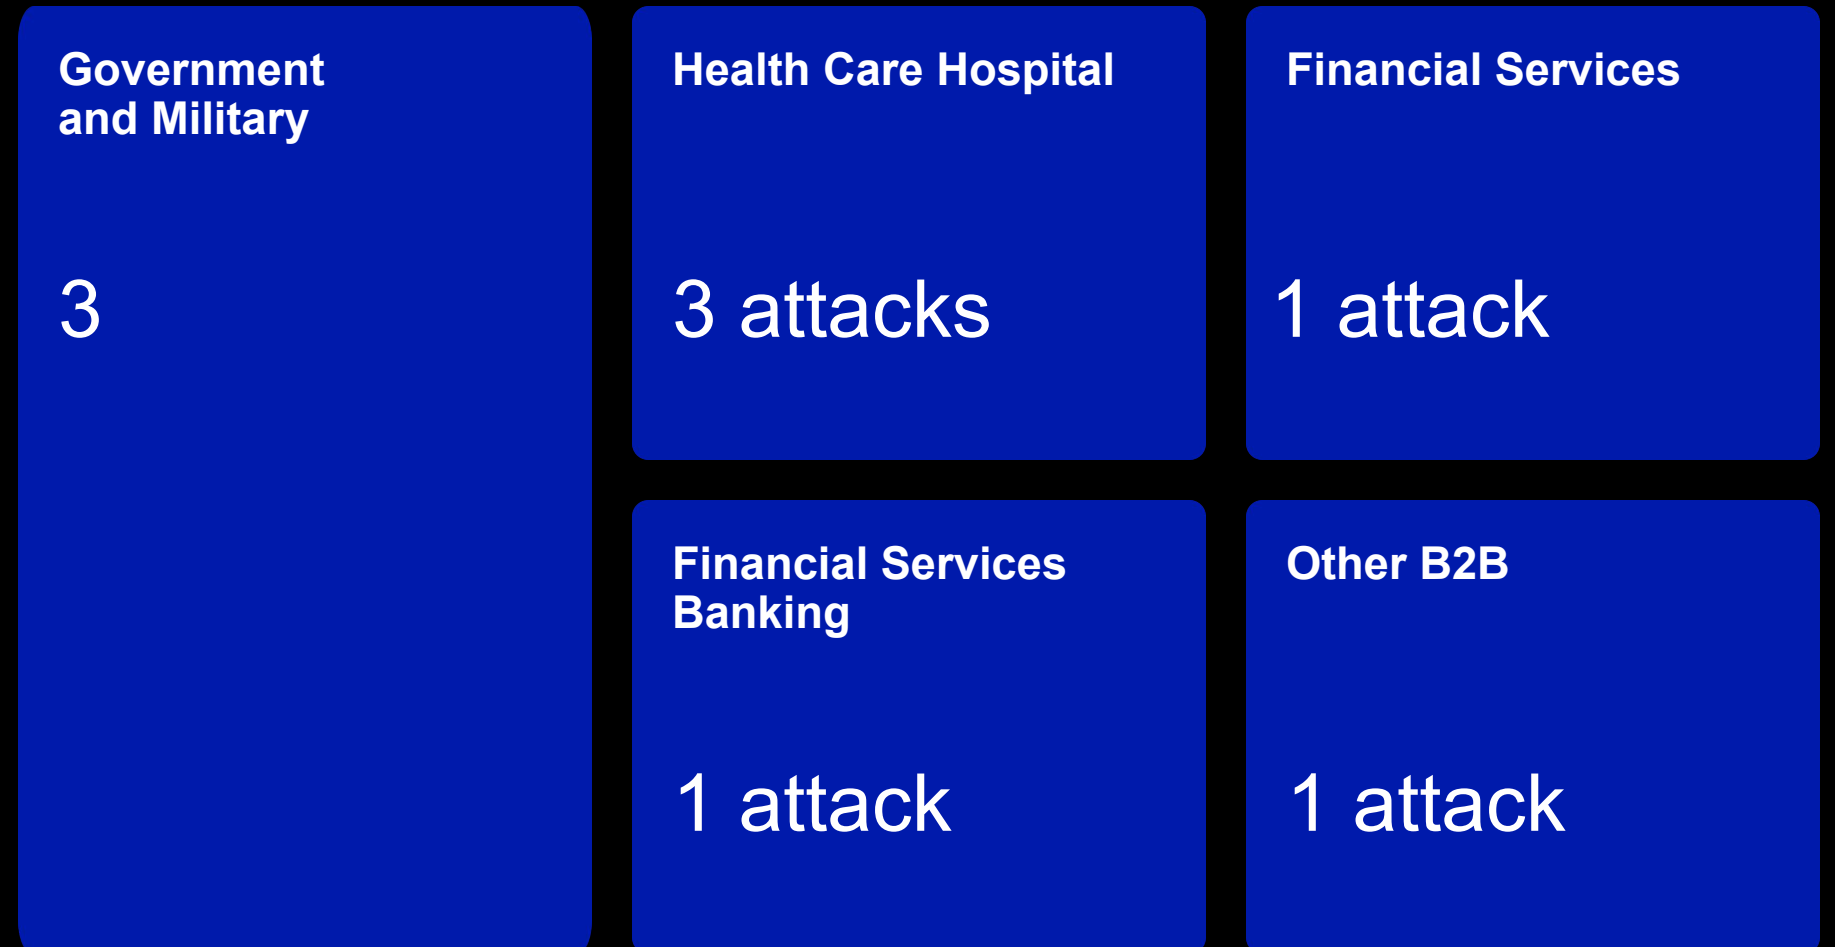 Government
and Military
3
Health Care Hospital
3 attacks
Financial Services
1 attack
Financial Services
Banking
1 attack
Other B2B
1 attack